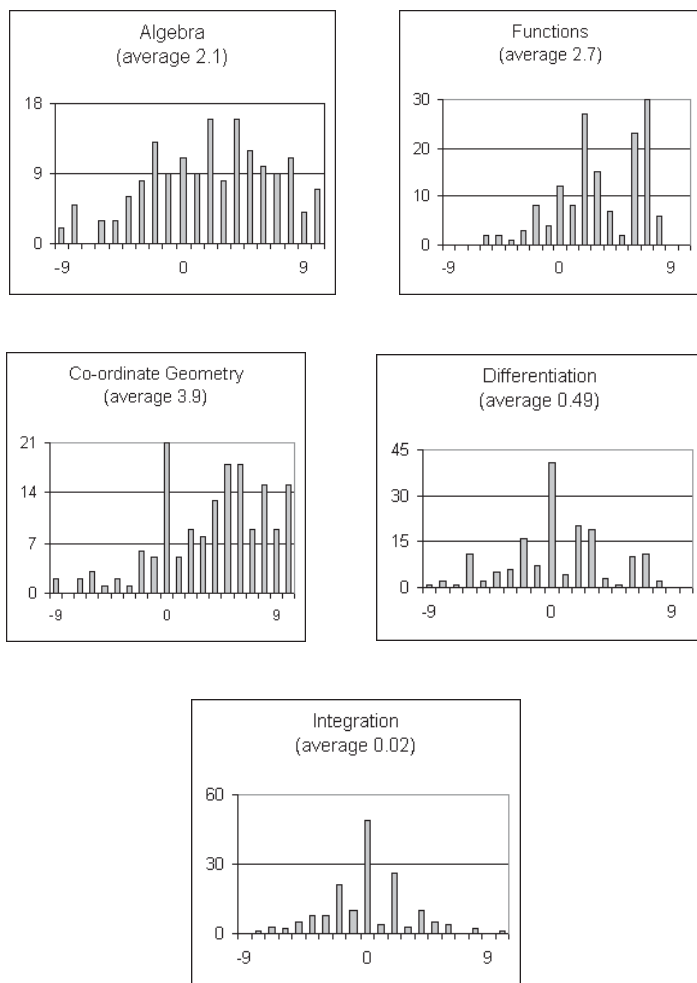 Algebra
(average 2.1)
18
9
0
-9 0 9
Functions
(average 2.7)
30
20
10
0
-9 0 9
Co-ordinate Geometry
(average 3.9)
21
14
7
0
-9 0 9
Differentiation
(average 0.49)
45
30
15
0
-9 0 9
Integration
(average 0.02)
60
30
0
-9 0 9